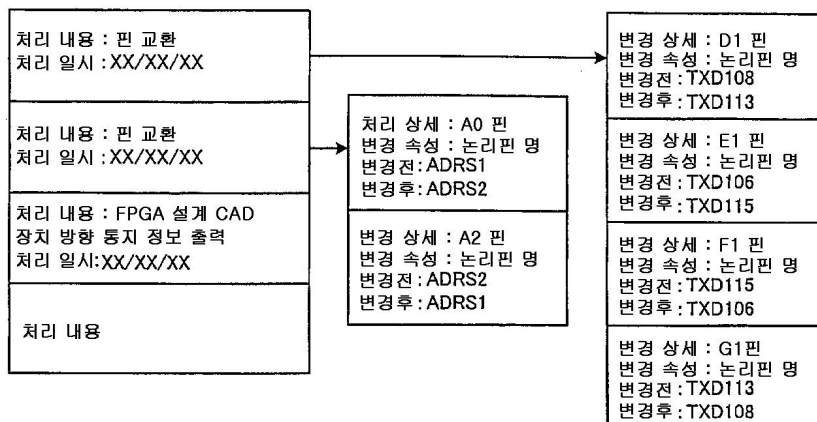 처리 내용 : 핀 교환
처리 일시 : XX/XX/XX
처리 내용 : 핀 교환
처리 일시 : XX/XX/XX
처리 내용 : FPGA 설계 CAD
장치 방향 통지 정보 출력
처리 일시:XX/XX/XX
처리 내용
처리 상세 : A0 핀
변경 속성 : 논리핀 명
변경전 : ADRS1
변경후 : ADRS2
변경 상세 : A2 핀
변경 속성 : 논리핀 명
변경전 : ADRS2
변경후 : ADRS1
변경 상세 : D1 핀
변경 속성 : 논리핀 명
변경전 : TXD108
변경후 : TXD113
변경 상세 : E1 핀
변경 속성 : 논리핀 명
변경전 : TXD106
변경후 : TXD115
변경 상세 : F1 핀
변경 속성 : 논리핀 명
변경전 : TXD115
변경후 : TXD106
변경 상세 : G1핀
변경 속성 : 논리핀 명
변경전 : TXD113
변경후 : TXD108